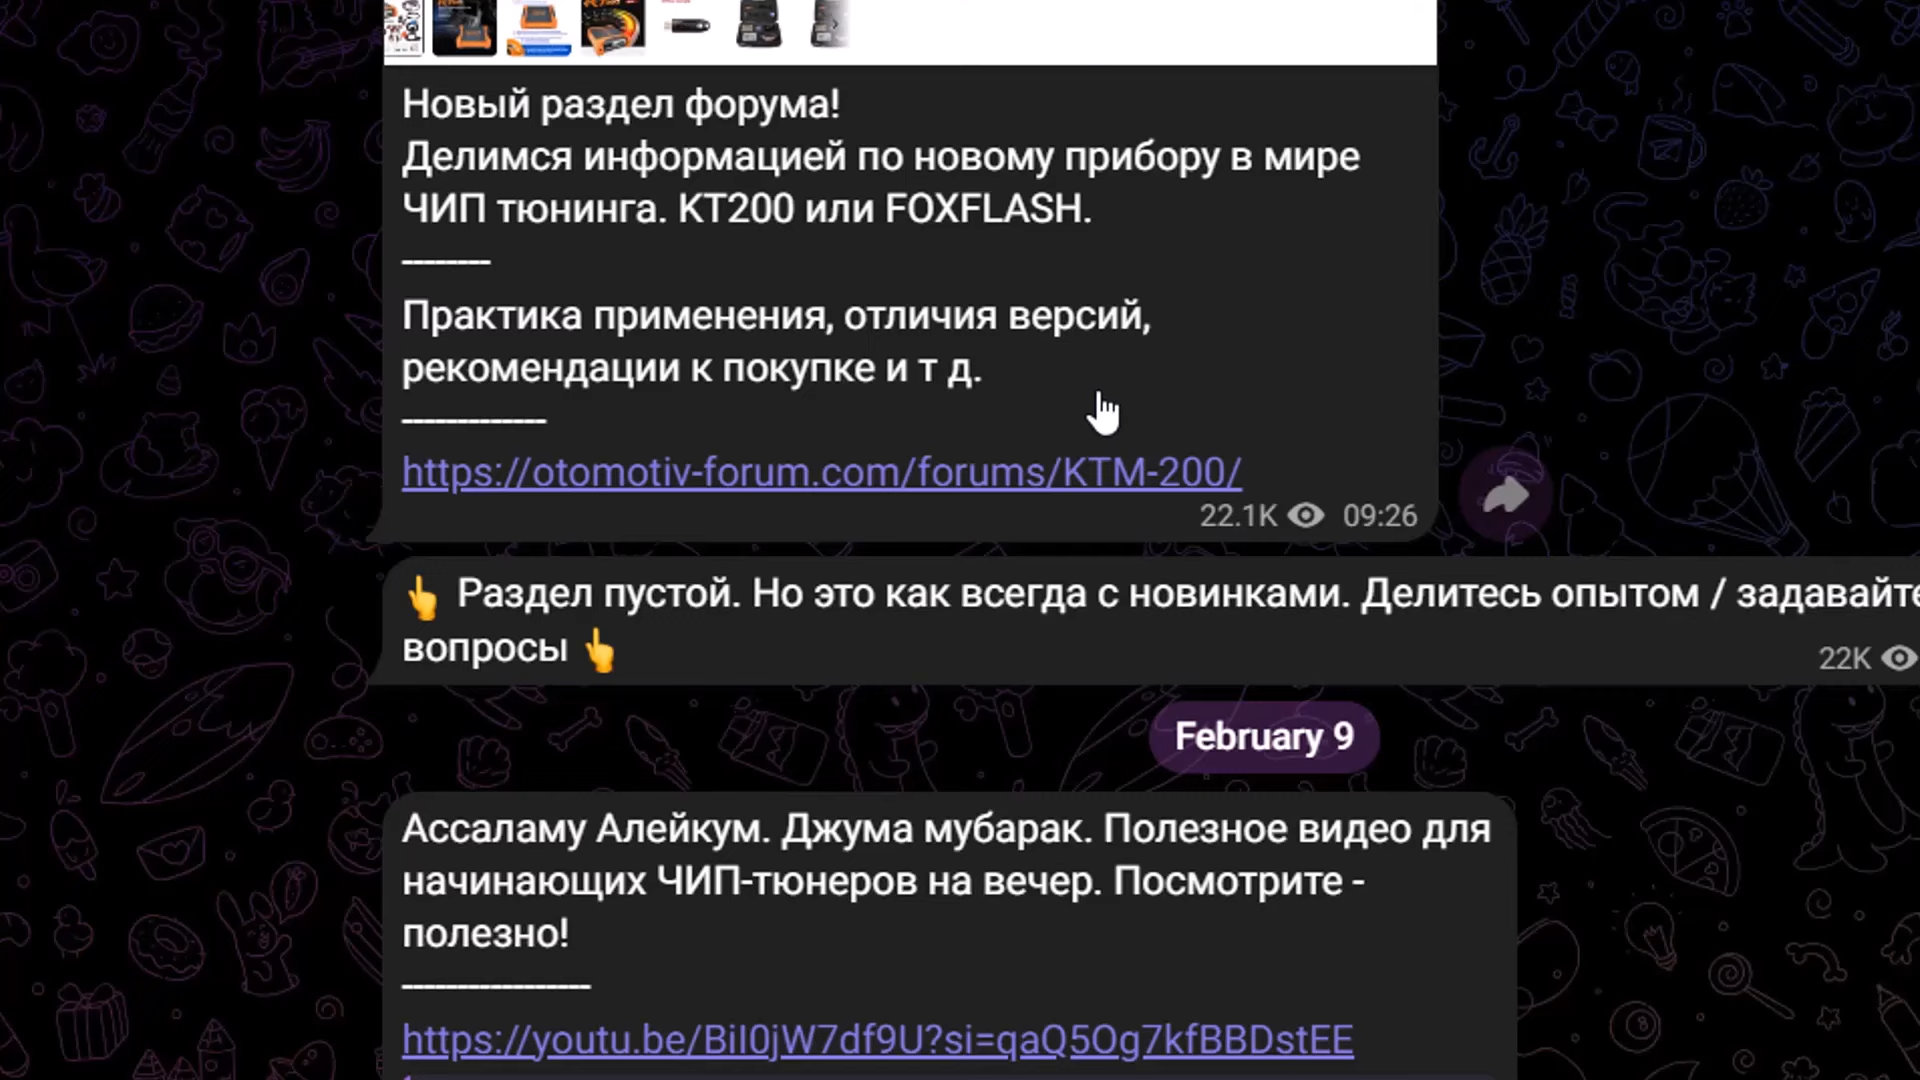 Новый раздел форума!
Делимся информацией по новому прибору в мире
ЧИП тюнинга. KT200 или FOXFLASH.
--------
Практика применения, отличия версий,
рекомендации к покупке и т д.
-------------
https://otomotiv-forum.com/forums/KTM-200/
22.1K 09:26
👆 Раздел пустой. Но это как всегда с новинками. Делитесь опытом / задавайте
вопросы 👆
22K
February 9
Ассаламу Алейкум. Джума мубарак. Полезное видео для
начинающих ЧИП-тюнеров на вечер. Посмотрите -
полезно!
-----------------
https://youtu.be/BiI0jW7df9U?si=qaQ5Og7kfBBDstEE